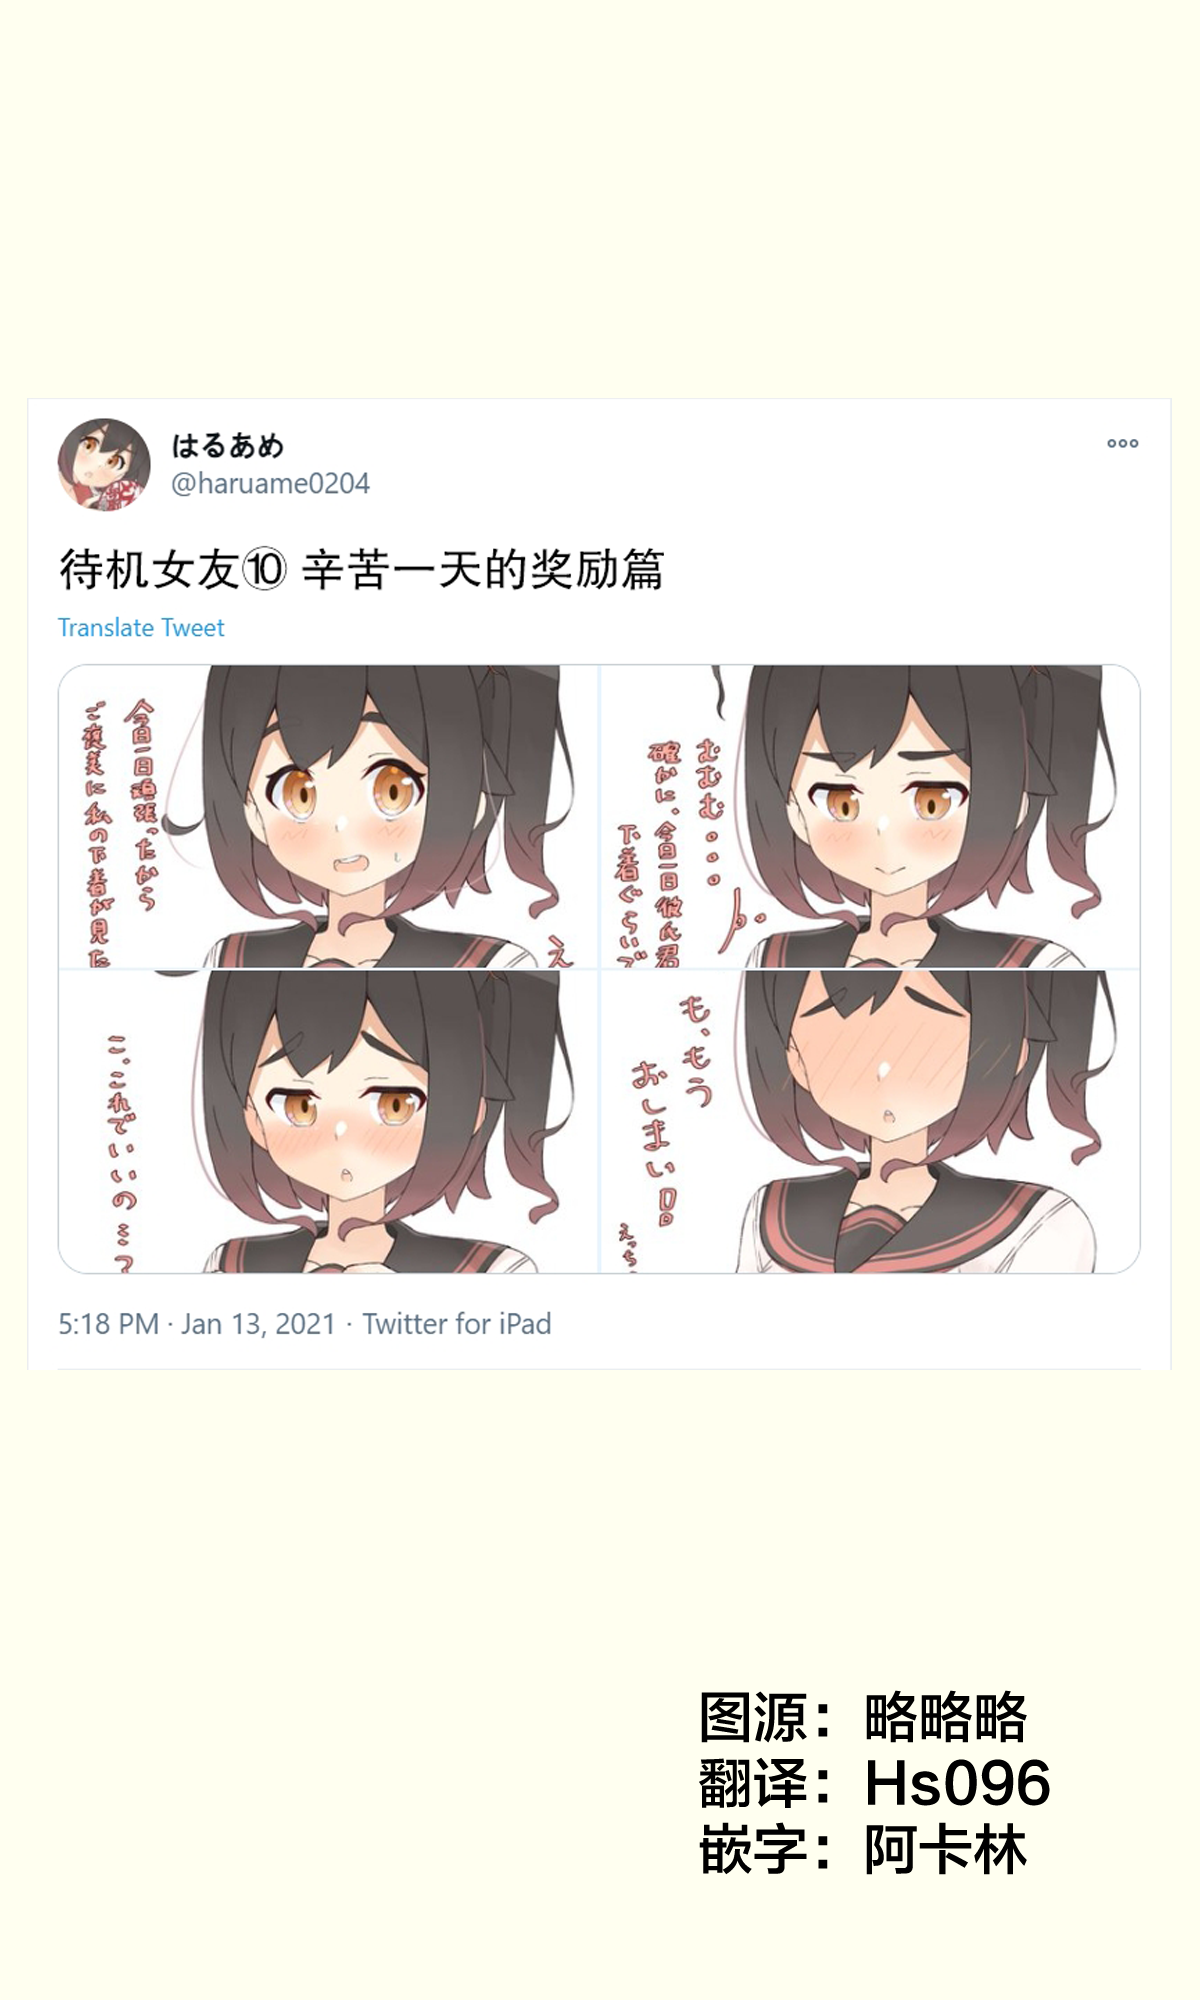 はるあめ
@haruame0204
待机女友⑩ 辛苦一天的奖励篇
Translate Tweet
今日一日頑張ったから
ご褒美に私の下着が見た
え
むむむ。。。
確かに、今日一日彼氏君
下着ぐらいで
こ、これでいいの
も、もう
おしまい
えっち
5:18 PM · Jan 13, 2021 · Twitter for iPad
图源：略略略
翻译：Hs096
嵌字：阿卡林